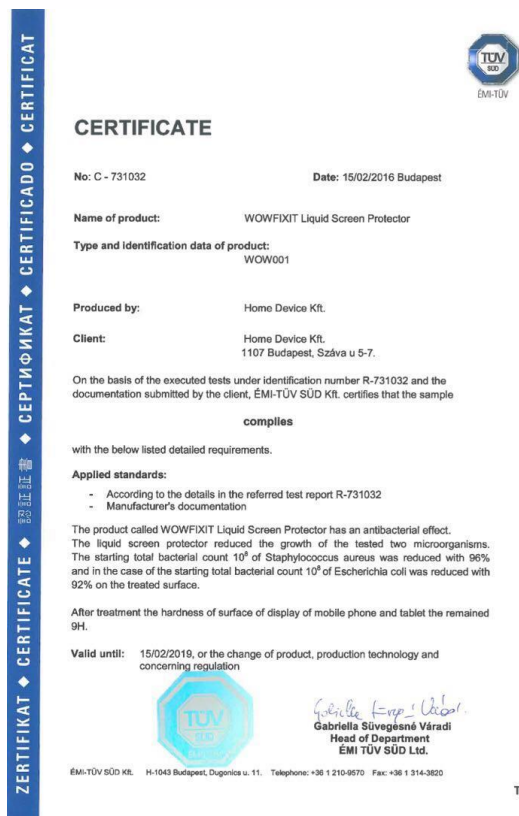 ZERTIFIKAT ◆ CERTIFICATE ◆ 認証証書 ◆ СЕРТИФИКАТ ◆ CERTIFICADO ◆ CERTIFICAT
TÜV
SÜD
ÉMI-TÜV
CERTIFICATE
No: C - 731032 Date: 15/02/2016 Budapest
Name of product: WOWFIXIT Liquid Screen Protector
Type and identification data of product:
WOW001
Produced by: Home Device Kft.
Client: Home Device Kft.
1107 Budapest, Száva u 5-7.
On the basis of the executed tests under identification number R-731032 and the
documentation submitted by the client, ÉMI-TÜV SÜD Kft. certifies that the sample
complies
with the below listed detailed requirements.
Applied standards:
- According to the details in the referred test report R-731032
- Manufacturer's documentation
The product called WOWFIXIT Liquid Screen Protector has an antibacterial effect.
The liquid screen protector reduced the growth of the tested two microorganisms.
The starting total bacterial count 10⁸ of Staphylococcus aureus was reduced with 96%
and in the case of the starting total bacterial count 10⁸ of Escherichia coli was reduced with
92% on the treated surface.
After treatment the hardness of surface of display of mobile phone and tablet the remained
9H.
Valid until: 15/02/2019, or the change of product, production technology and
concerning regulation
TÜV
SÜD
Gabriella Süvegesné Váradi
Head of Department
ÉMI TÜV SÜD Ltd.
ÉMI-TÜV SÜD Kft. H-1043 Budapest, Dugonics u. 11. Telephone: +36 1 210-9570 Fax: +36 1 314-3620
T